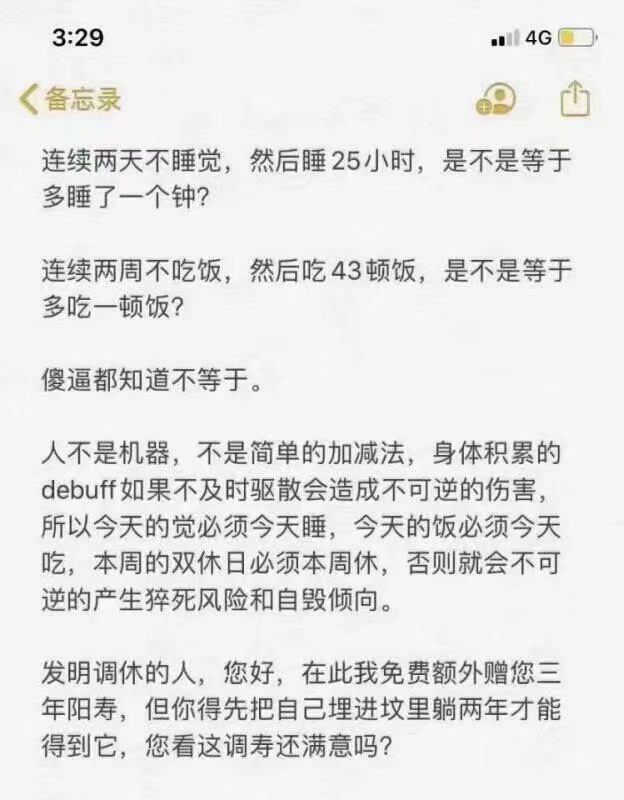 3:29
4G
备忘录
连续两天不睡觉，然后睡25小时，是不是等于
多睡了一个钟？
连续两周不吃饭，然后吃43顿饭，是不是等于
多吃一顿饭？
傻逼都知道不等于。
人不是机器，不是简单的加减法，身体积累的
debuff如果不及时驱散会造成不可逆的伤害，
所以今天的觉必须今天睡，今天的饭必须今天
吃，本周的双休日必须本周休，否则就会不可
逆的产生猝死风险和自毁倾向。
发明调休的人，您好，在此我免费额外赠您三
年阳寿，但你得先把自己埋进坟里躺两年才能
得到它，您看这调寿还满意吗？